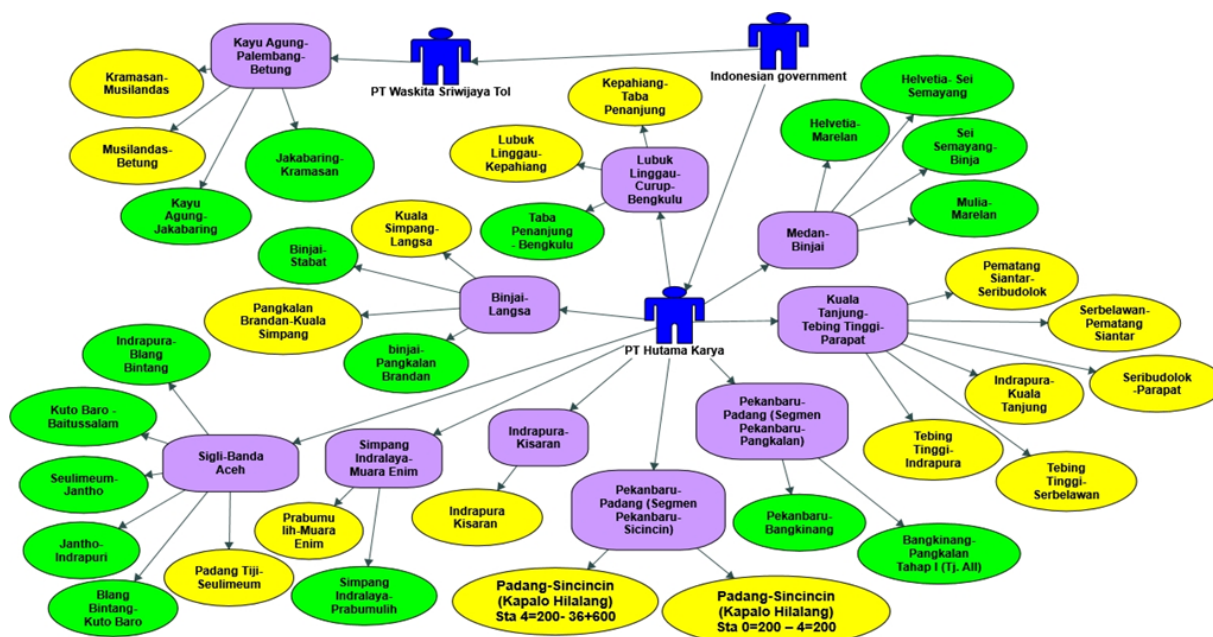 Kayu Agung-
Palembang-
Betung
PT Waskita Sriwijaya Tol
Indonesian government
Kramasan-
Musilandas
Musilandas-
Betung
Kayu
Agung-
Jakabaring
Jakabaring-
Kramasan
Kepahiang-
Taba
Penanjung
Lubuk
Linggau-
Kepahiang
Taba
Penanjung
- Bengkulu
Lubuk
Linggau-
Curup-
Bengkulu
Helvetia- Sei
Semayang
Helvetia-
Marelan
Sei
Semayang-
Binja
Mulia-
Marelan
Medan-
Binjai
Kuala
Simpang-
Langsa
Binjai-
Stabat
Pangkalan
Brandan-Kuala
Simpang
binjai-
Pangkalan
Brandan
Binjai-
Langsa
PT Hutama Karya
Kuala
Tanjung-
Tebing Tinggi-
Parapat
Pematang
Siantar-
Seribudolok
Serbelawan-
Pematang
Siantar
Seribudolok
-Parapat
Indrapura-
Kuala
Tanjung
Tebing
Tinggi-
Indrapura
Tebing
Tinggi-
Serbelawan
Indrapura-
Blang
Bintang
Kuto Baro -
Baitussalam
Seulimeum-
Jantho
Jantho-
Indrapuri
Blang
Bintang-
Kuto Baro
Padang Tiji-
Seulimeum
Sigli-Banda
Aceh
Simpang
Indralaya-
Muara Enim
Prabumu
lih-Muara
Enim
Simpang
Indralaya-
Prabumulih
Indrapura-
Kisaran
Indrapura
Kisaran
Pekanbaru-
Padang (Segmen
Pekanbaru-
Sicincin)
Padang-Sincincin
(Kapalo Hilalang)
Sta 4=200- 36+600
Padang-Sincincin
(Kapalo Hilalang)
Sta 0=200 – 4=200
Pekanbaru-
Padang (Segmen
Pekanbaru-
Pangkalan)
Pekanbaru-
Bangkinang
Bangkinang-
Pangkalan
Tahap I (Tj. All)